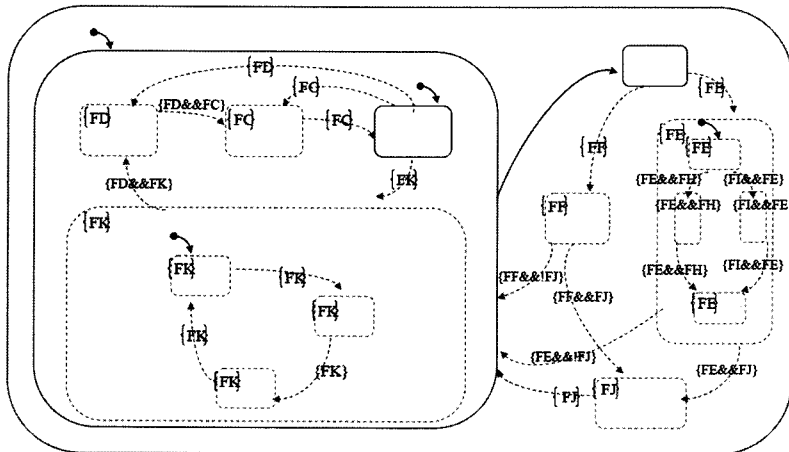 {FD}
{FE}
{FC}
{FD&&FC}
{FD}
{FC}
{FC}
{FE}
{FE}
{FF}
{FD&&FK}
{FK}
{FE&&FH}
{FI&&FE}
{FF}
{FE&&FH}
{FI&&FE}
{FK}
{FK}
{FK}
{FF&&!FJ}
{FE&&FH}
{FI&&FE}
{FK}
{FF&&FJ}
{FE}
{FK}
{FE&&!FJ}
{FK}
{FK}
{FE&&FJ}
{FJ}
{FJ}